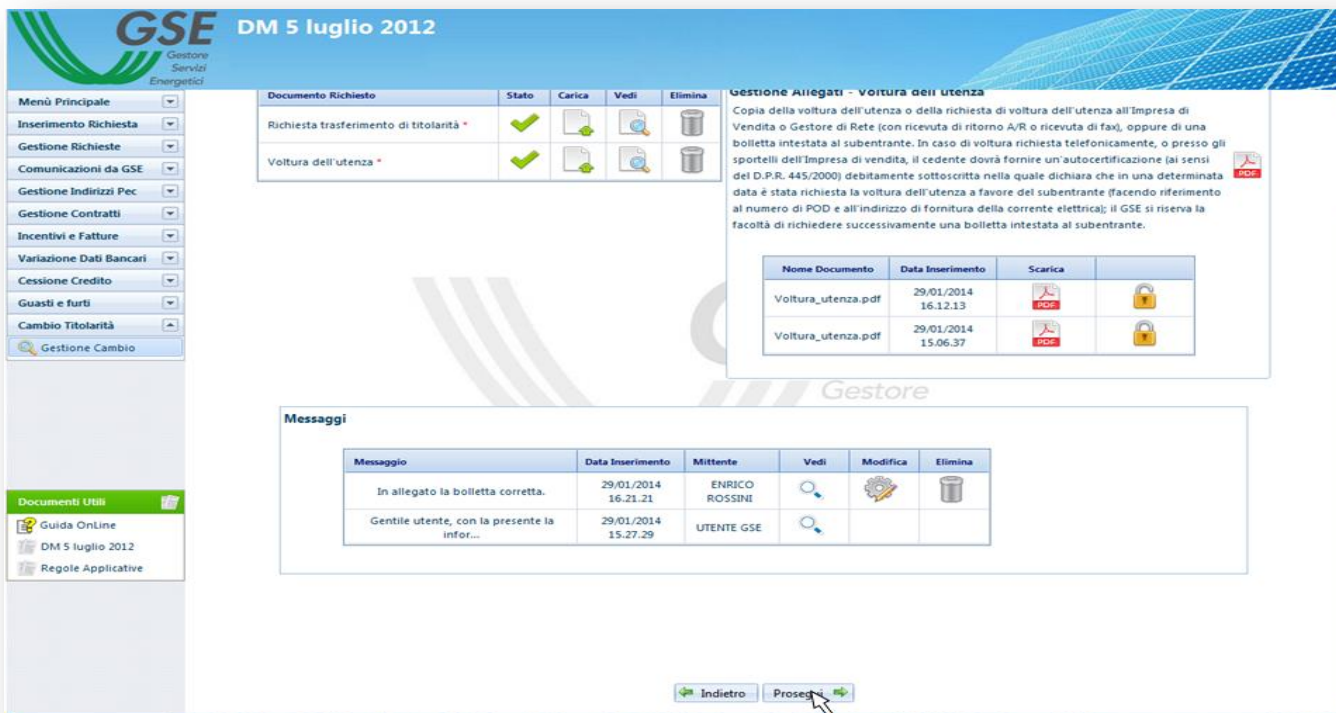 GSE
Gestore
Servizi
Energetici
DM 5 luglio 2012
Menù Principale
Inserimento Richiesta
Gestione Richieste
Comunicazioni da GSE
Gestione Indirizzi Pec
Gestione Contratti
Incentivi e Fatture
Variazione Dati Bancari
Cessione Credito
Guasti e furti
Cambio Titolarità
Gestione Cambio
Documenti Utili
Guida OnLine
DM 5 luglio 2012
Regole Applicative
Documento Richiesto Stato Carica Vedi Elimina
Richiesta trasferimento di titolarità *
Voltura dell'utenza *
Gestione Allegati - Voltura dell'utenza
Copia della voltura dell'utenza o della richiesta di voltura dell'utenza all'Impresa di
Vendita o Gestore di Rete (con ricevuta di ritorno A/R o ricevuta di fax), oppure di una
bolletta intestata al subentrante. In caso di voltura richiesta telefonicamente, o presso gli
sportelli dell'Impresa di vendita, il cedente dovrà fornire un'autocertificazione (ai sensi
del D.P.R. 445/2000) debitamente sottoscritta nella quale dichiara che in una determinata
data è stata richiesta la voltura dell'utenza a favore del subentrante (facendo riferimento
al numero di POD e all'indirizzo di fornitura della corrente elettrica); il GSE si riserva la
facoltà di richiedere successivamente una bolletta intestata al subentrante.
PDF
Nome Documento Data Inserimento Scarica
Voltura_utenza.pdf 29/01/2014 16.12.13 PDF
Voltura_utenza.pdf 29/01/2014 15.06.37 PDF
Gestore
Messaggi
Messaggio Data Inserimento Mittente Vedi Modifica Elimina
In allegato la bolletta corretta. 29/01/2014 16.21.21 ENRICO ROSSINI
Gentile utente, con la presente la infor... 29/01/2014 15.27.29 UTENTE GSE
Indietro Prosegui